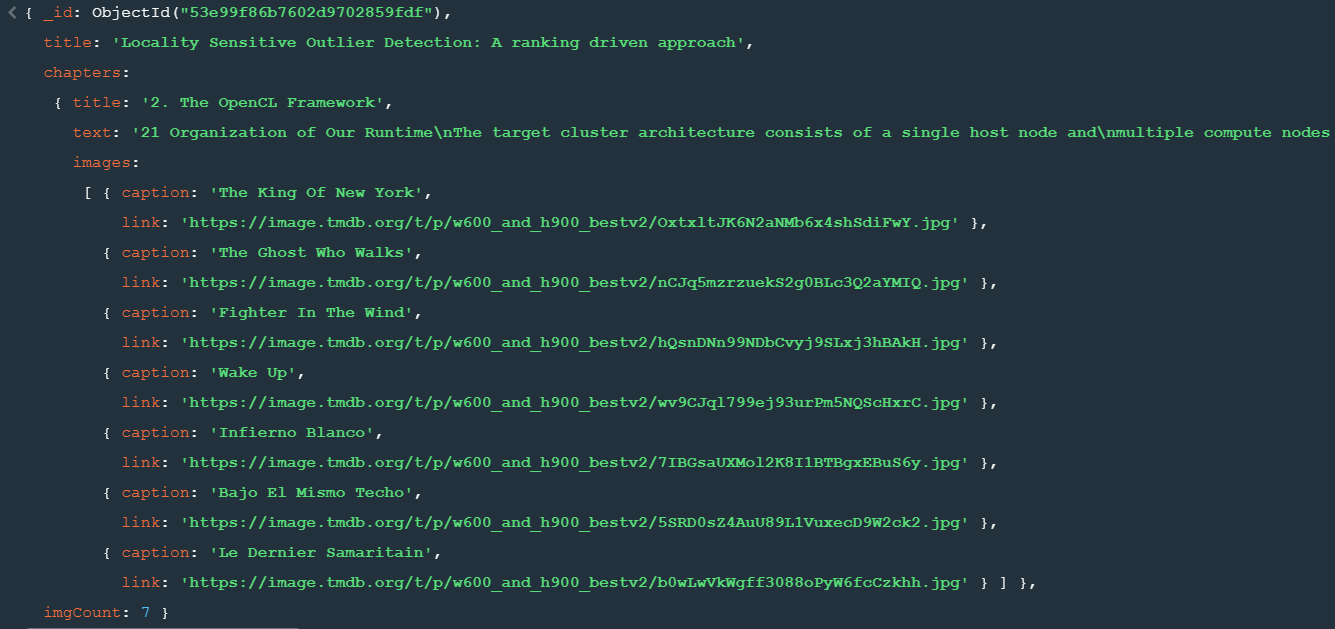 { _id: ObjectId("53e99f86b7602d9702859fdf"),
title: 'Locality Sensitive Outlier Detection: A ranking driven approach',
chapters:
{ title: '2. The OpenCL Framework',
text: '21 Organization of Our Runtime\nThe target cluster architecture consists of a single host node and\nmultiple compute nodes
images:
[ { caption: 'The King Of New York',
link: 'https://image.tmdb.org/t/p/w600_and_h900_bestv2/OxtxltJK6N2aNMb6x4shSdiFwY.jpg' },
{ caption: 'The Ghost Who Walks',
link: 'https://image.tmdb.org/t/p/w600_and_h900_bestv2/nCJq5mzrzuekS2g0BLc3Q2aYMIQ.jpg' },
{ caption: 'Fighter In The Wind',
link: 'https://image.tmdb.org/t/p/w600_and_h900_bestv2/hQsnDNn99NDbCvyj9SLxj3hBAkH.jpg' },
{ caption: 'Wake Up',
link: 'https://image.tmdb.org/t/p/w600_and_h900_bestv2/wv9CJql799ej93urPm5NQScHxrC.jpg' },
{ caption: 'Infierno Blanco',
link: 'https://image.tmdb.org/t/p/w600_and_h900_bestv2/7IBGsaUXMol2K8I1BTBgxEBuS6y.jpg' },
{ caption: 'Bajo El Mismo Techo',
link: 'https://image.tmdb.org/t/p/w600_and_h900_bestv2/5SRD0sZ4AuU89L1VuxecD9W2ck2.jpg' },
{ caption: 'Le Dernier Samaritain',
link: 'https://image.tmdb.org/t/p/w600_and_h900_bestv2/b0wLwVkWgff3088oPyW6fcCzkhh.jpg' } ] },
imgCount: 7 }